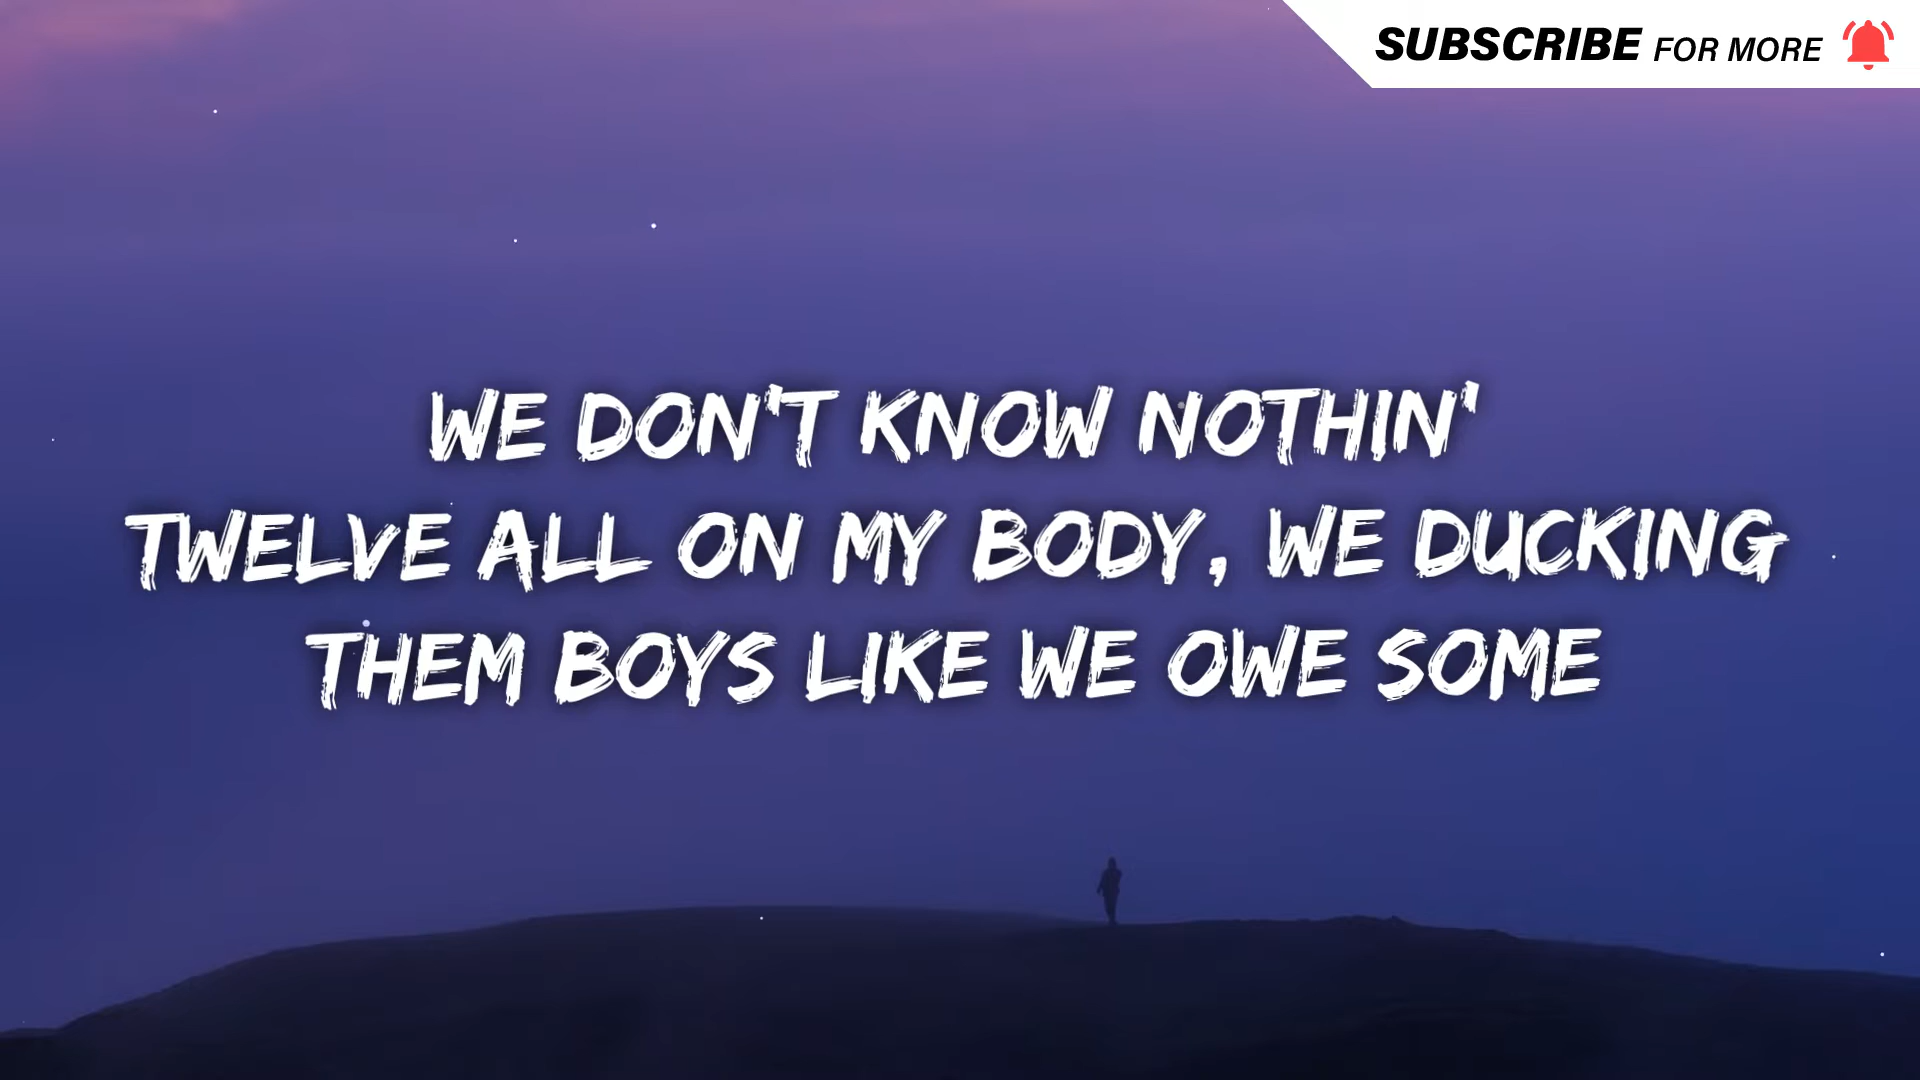 SUBSCRIBE FOR MORE
WE DON'T KNOW NOTHIN'
TWELVE ALL ON MY BODY, WE DUCKING
THEM BOYS LIKE WE OWE SOME